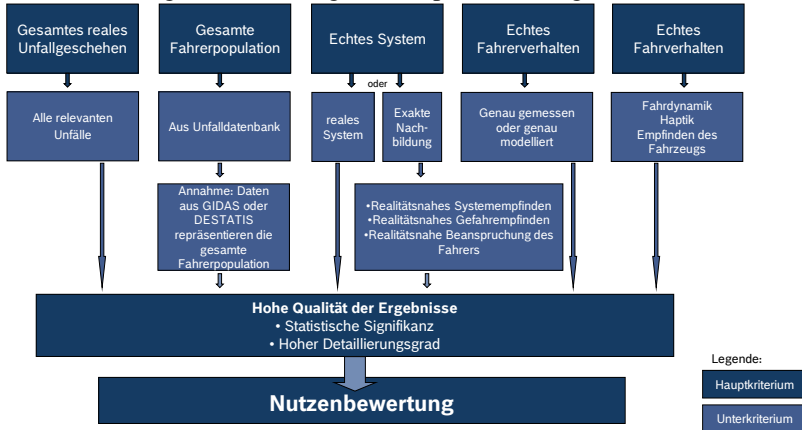 Gesamtes reales
Unfallgeschehen
Gesamte
Fahrerpopulation
Echtes System
Echtes
Fahrerverhalten
Echtes
Fahrverhalten
oder
Alle relevanten
Unfälle
Aus Unfalldatenbank
reales
System
Exakte
Nach-
bildung
Genau gemessen
oder genau
modelliert
Fahrdynamik
Haptik
Empfinden des
Fahrzeugs
Annahme: Daten
aus GIDAS oder
DESTATIS
repräsentieren die
gesamte
Fahrerpopulation
•Realitätsnahes Systemempfinden
•Realitätsnahes Gefahrempfinden
•Realitätsnahe Beanspruchung des
Fahrers
Hohe Qualität der Ergebnisse
• Statistische Signifikanz
• Hoher Detaillierungsgrad
Nutzenbewertung
Legende:
Hauptkriterium
Unterkriterium